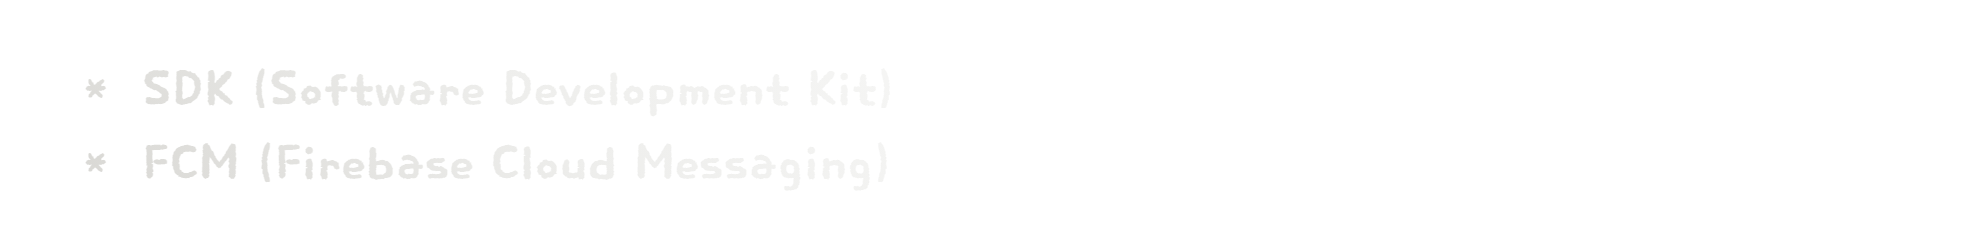 * SDK (Software Development Kit)
* FCM (Firebase Cloud Messaging)